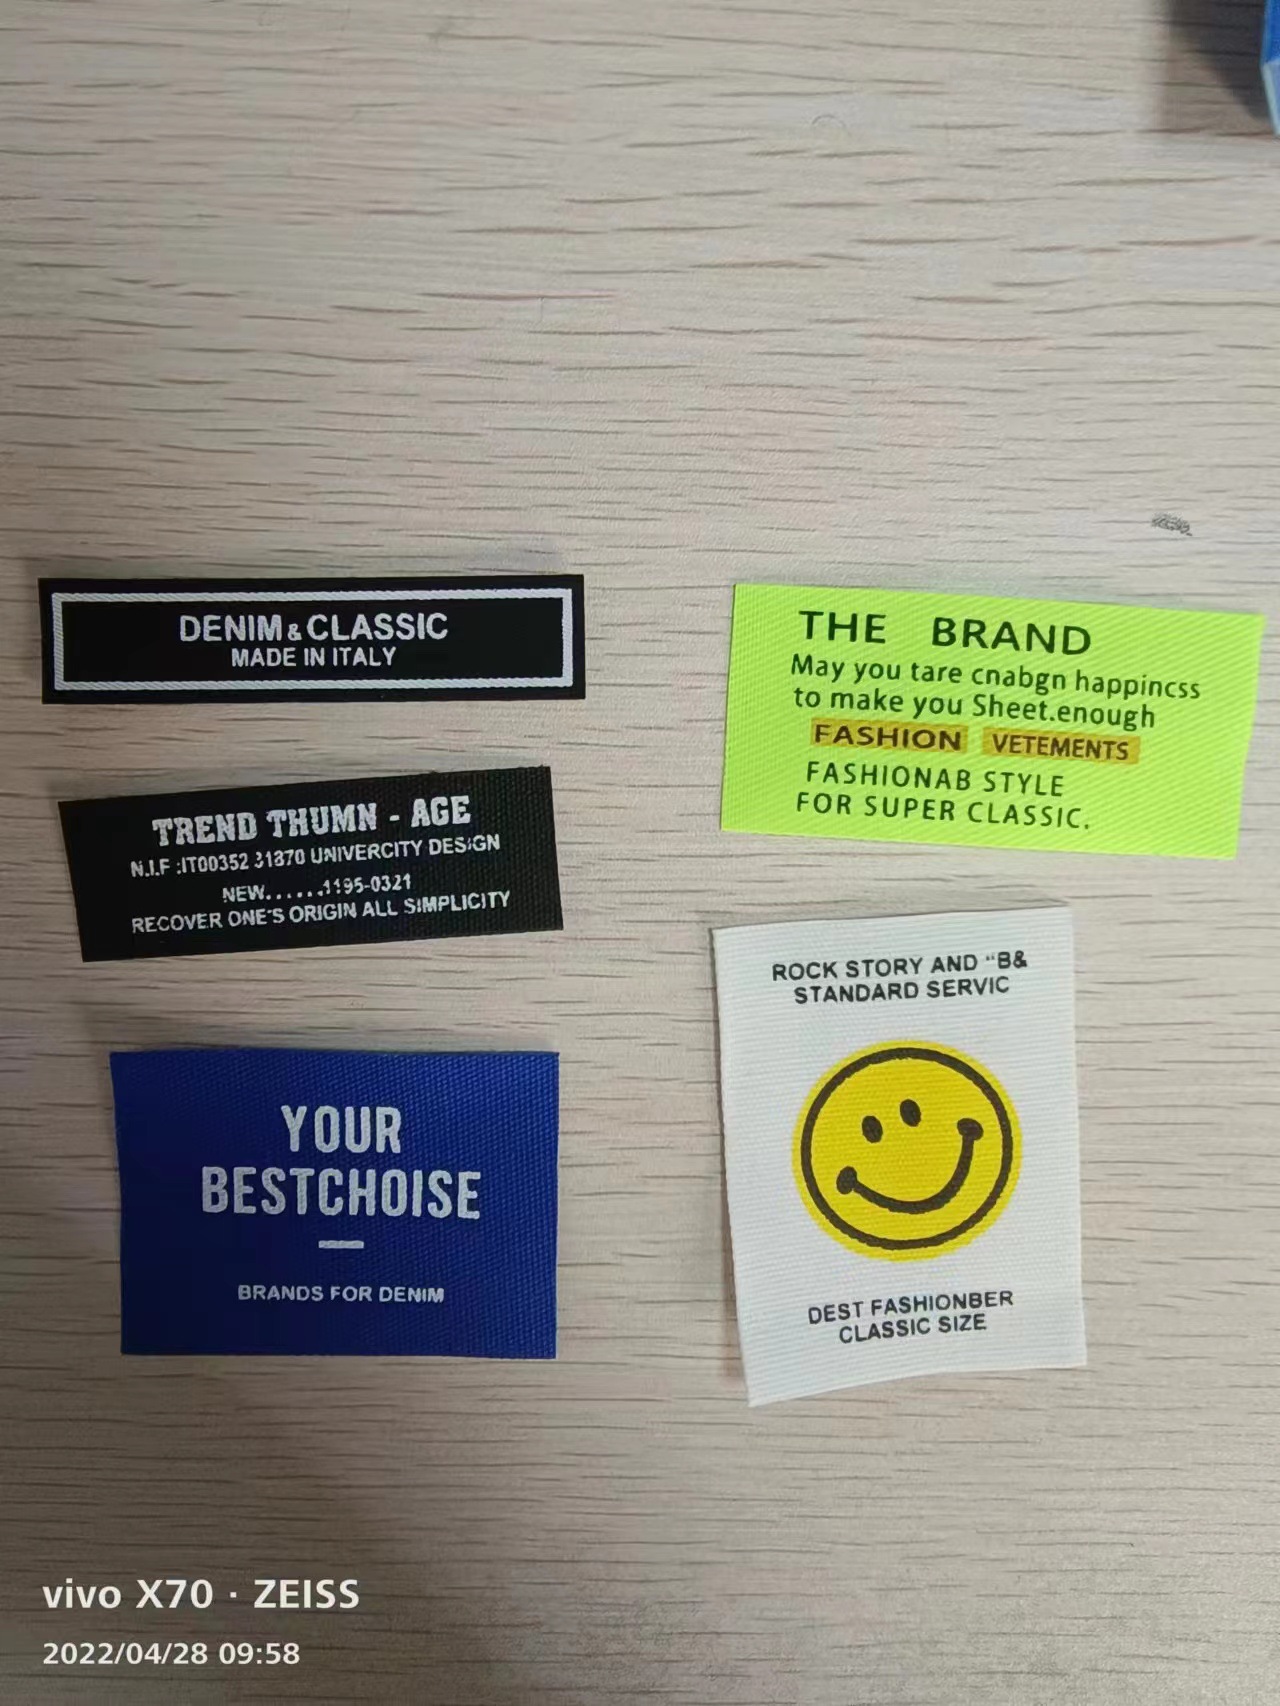 DENIM & CLASSIC
MADE IN ITALY
TREND THUMN - AGE
N.I.F :IT00352 31870 UNIVERCITY DESIGN
NEW......1195-0321
RECOVER ONE'S ORIGIN ALL SIMPLICITY
YOUR
BESTCHOISE
BRANDS FOR DENIM
THE BRAND
May you tare cnabgn happincss
to make you Sheet.enough
FASHION VETEMENTS
FASHIONAB STYLE
FOR SUPER CLASSIC.
ROCK STORY AND “B&
STANDARD SERVIC
DEST FASHIONBER
CLASSIC SIZE
vivo X70 · ZEISS
2022/04/28 09:58